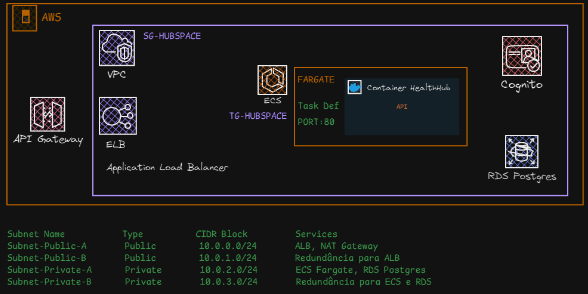 AWS
SG-HUBSPACE
VPC
ECS
FARGATE
Container HealthHub
API
Task Def
PORT:80
TG-HUBSPACE
Cognito
API Gateway
ELB
Application Load Balancer
RDS Postgres
Subnet Name Type CIDR Block Services
Subnet-Public-A Public 10.0.0.0/24 ALB, NAT Gateway
Subnet-Public-B Public 10.0.1.0/24 Redundância para ALB
Subnet-Private-A Private 10.0.2.0/24 ECS Fargate, RDS Postgres
Subnet-Private-B Private 10.0.3.0/24 Redundância para ECS e RDS